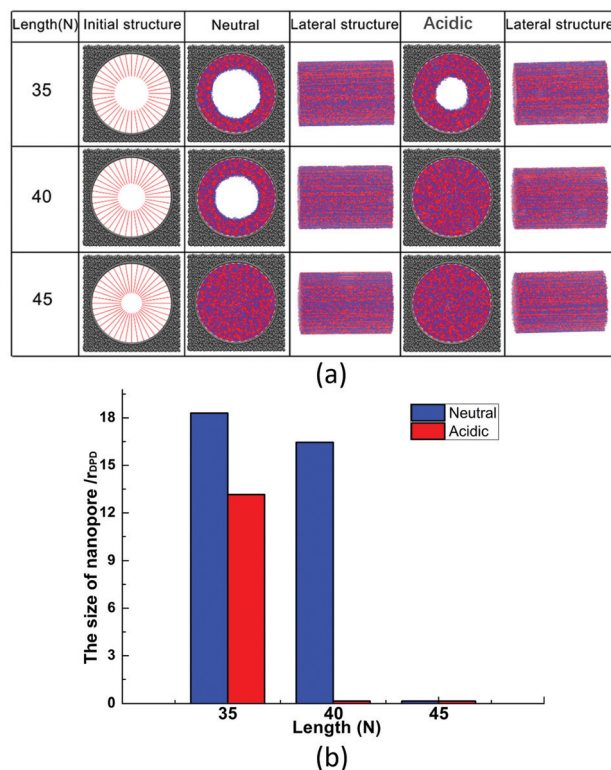 Length(N) Initial structure Neutral Lateral structure Acidic Lateral structure
35
40
45
(a)
The size of nanopore /rDPD
18
15
12
9
6
3
0
Neutral
Acidic
35 40 45
Length (N)
(b)